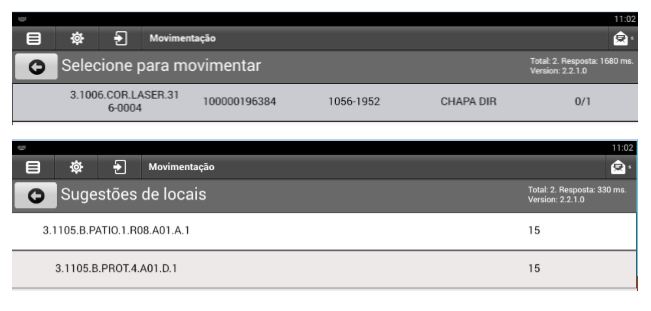 11:02
Movimentação
Selecione para movimentar
Total: 2. Resposta: 1680 ms.
Version: 2.2.1.0
3.1006.COR.LASER.31
6-0004
100000196384
1056-1952
CHAPA DIR
0/1
11:02
Movimentação
Sugestões de locais
Total: 2. Resposta: 330 ms.
Version: 2.2.1.0
3.1105.B.PATIO.1.R08.A01.A.1
15
3.1105.B.PROT.4.A01.D.1
15